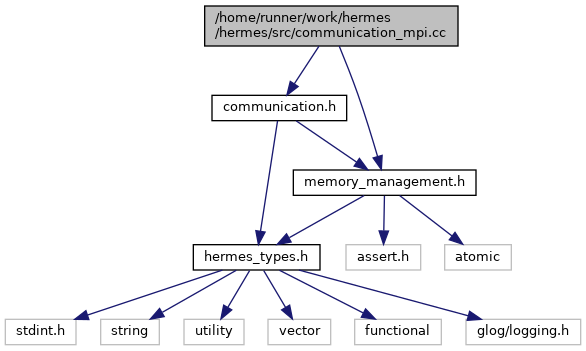 /home/runner/work/hermes
/hermes/src/communication_mpi.cc
communication.h
memory_management.h
hermes_types.h
assert.h
atomic
stdint.h
string
utility
vector
functional
glog/logging.h